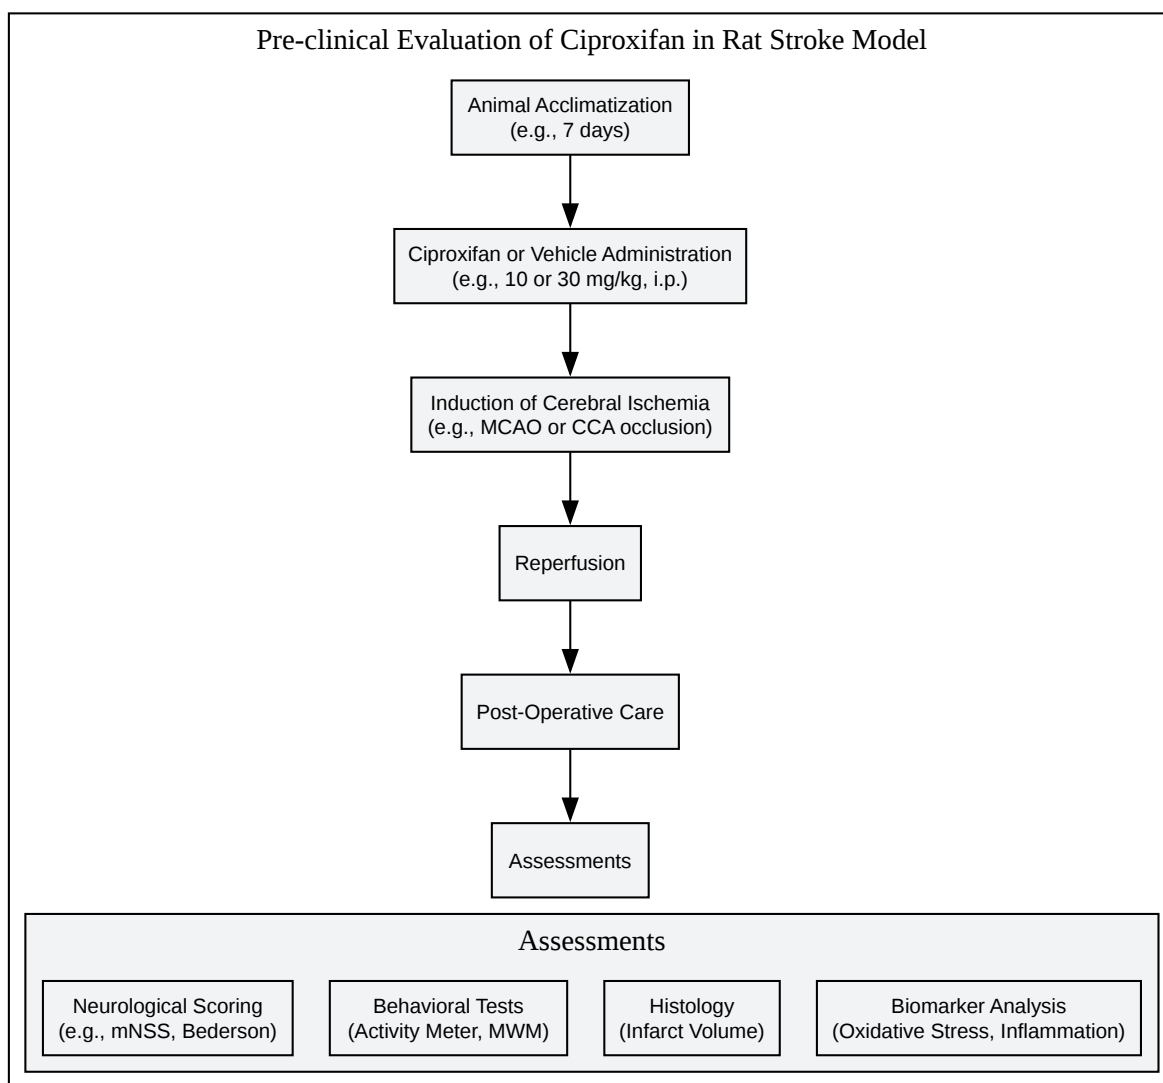 Pre-clinical Evaluation of Ciproxifan in Rat Stroke Model
Animal Acclimatization
(e.g., 7 days)
Ciproxifan or Vehicle Administration
(e.g., 10 or 30 mg/kg, i.p.)
Induction of Cerebral Ischemia
(e.g., MCAO or CCA occlusion)
Reperfusion
Post-Operative Care
Assessments
Assessments
Neurological Scoring
(e.g., mNSS, Bederson)
Behavioral Tests
(Activity Meter, MWM)
Histology
(Infarct Volume)
Biomarker Analysis
(Oxidative Stress, Inflammation)